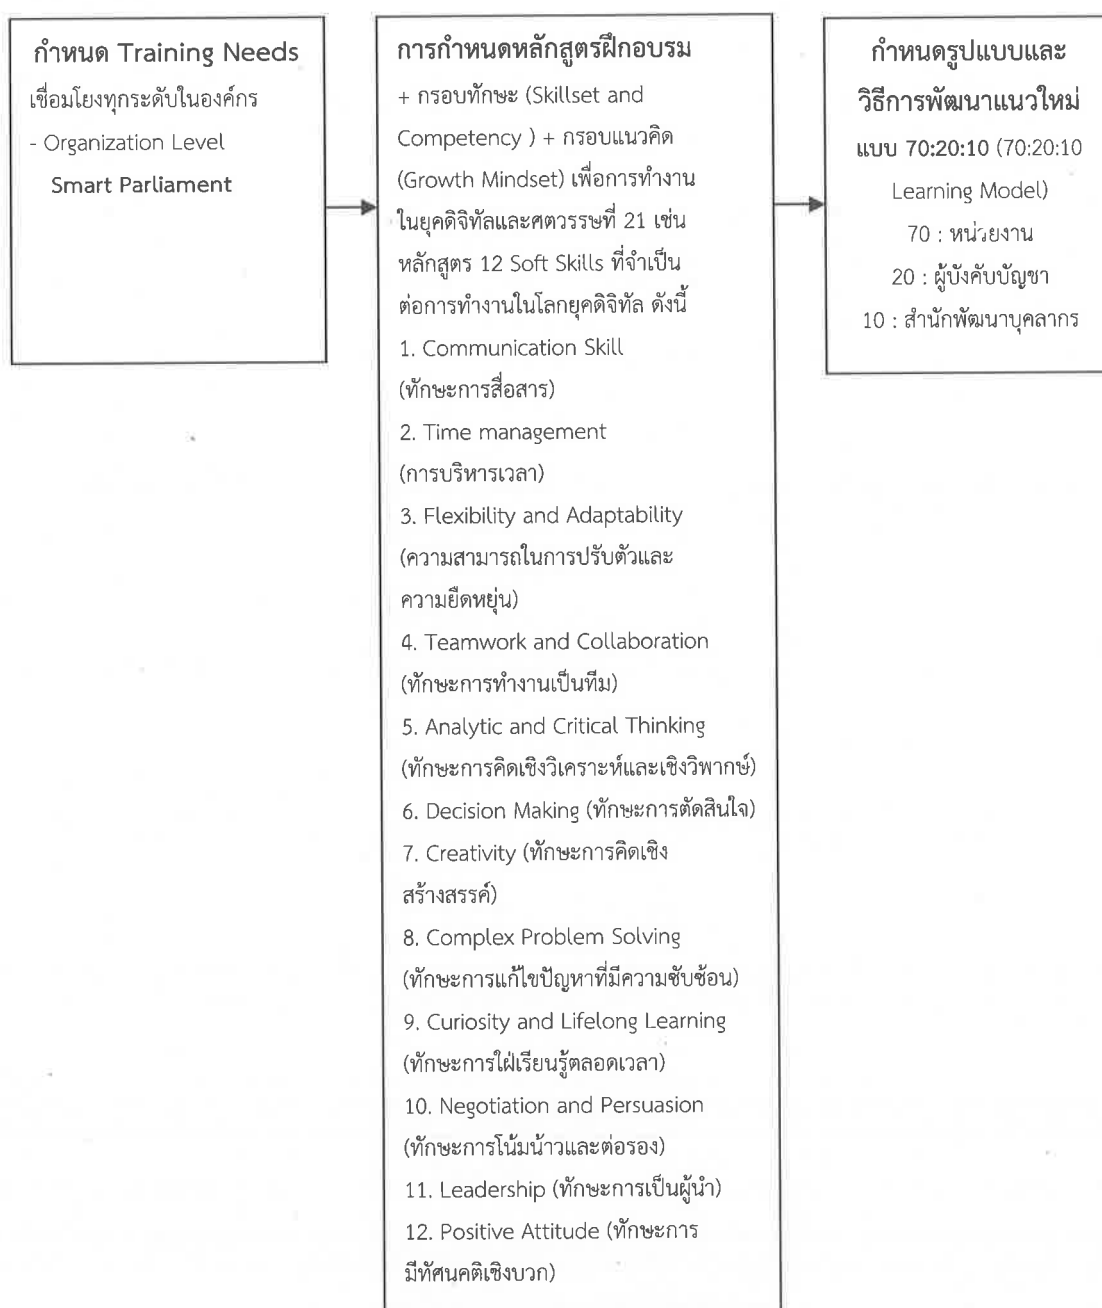 กำหนด Training Needs
เชื่อมโยงทุกระดับในองค์กร
- Organization Level
Smart Parliament
การกำหนดหลักสูตรฝึกอบรม
+ กรอบทักษะ (Skillset and
Competency ) + กรอบแนวคิด
(Growth Mindset) เพื่อการทำงาน
ในยุคดิจิทัลและศตวรรษที่ 21 เช่น
หลักสูตร 12 Soft Skills ที่จำเป็น
ต่อการทำงานในโลกยุคดิจิทัล ดังนี้
1. Communication Skill
(ทักษะการสื่อสาร)
2. Time management
(การบริหารเวลา)
3. Flexibility and Adaptability
(ความสามารถในการปรับตัวและ
ความยืดหยุ่น)
4. Teamwork and Collaboration
(ทักษะการทำงานเป็นทีม)
5. Analytic and Critical Thinking
(ทักษะการคิดเชิงวิเคราะห์และเชิงวิพากษ์)
6. Decision Making (ทักษะการตัดสินใจ)
7. Creativity (ทักษะการคิดเชิง
สร้างสรรค์)
8. Complex Problem Solving
(ทักษะการแก้ไขปัญหาที่มีความซับซ้อน)
9. Curiosity and Lifelong Learning
(ทักษะการใฝ่เรียนรู้ตลอดเวลา)
10. Negotiation and Persuasion
(ทักษะการโน้มน้าวและต่อรอง)
11. Leadership (ทักษะการเป็นผู้นำ)
12. Positive Attitude (ทักษะการ
มีทัศนคติเชิงบวก)
กำหนดรูปแบบและ
วิธีการพัฒนาแนวใหม่
แบบ 70:20:10 (70:20:10
Learning Model)
70 : หน่วยงาน
20 : ผู้บังคับบัญชา
10 : สำนักพัฒนาบุคลากร